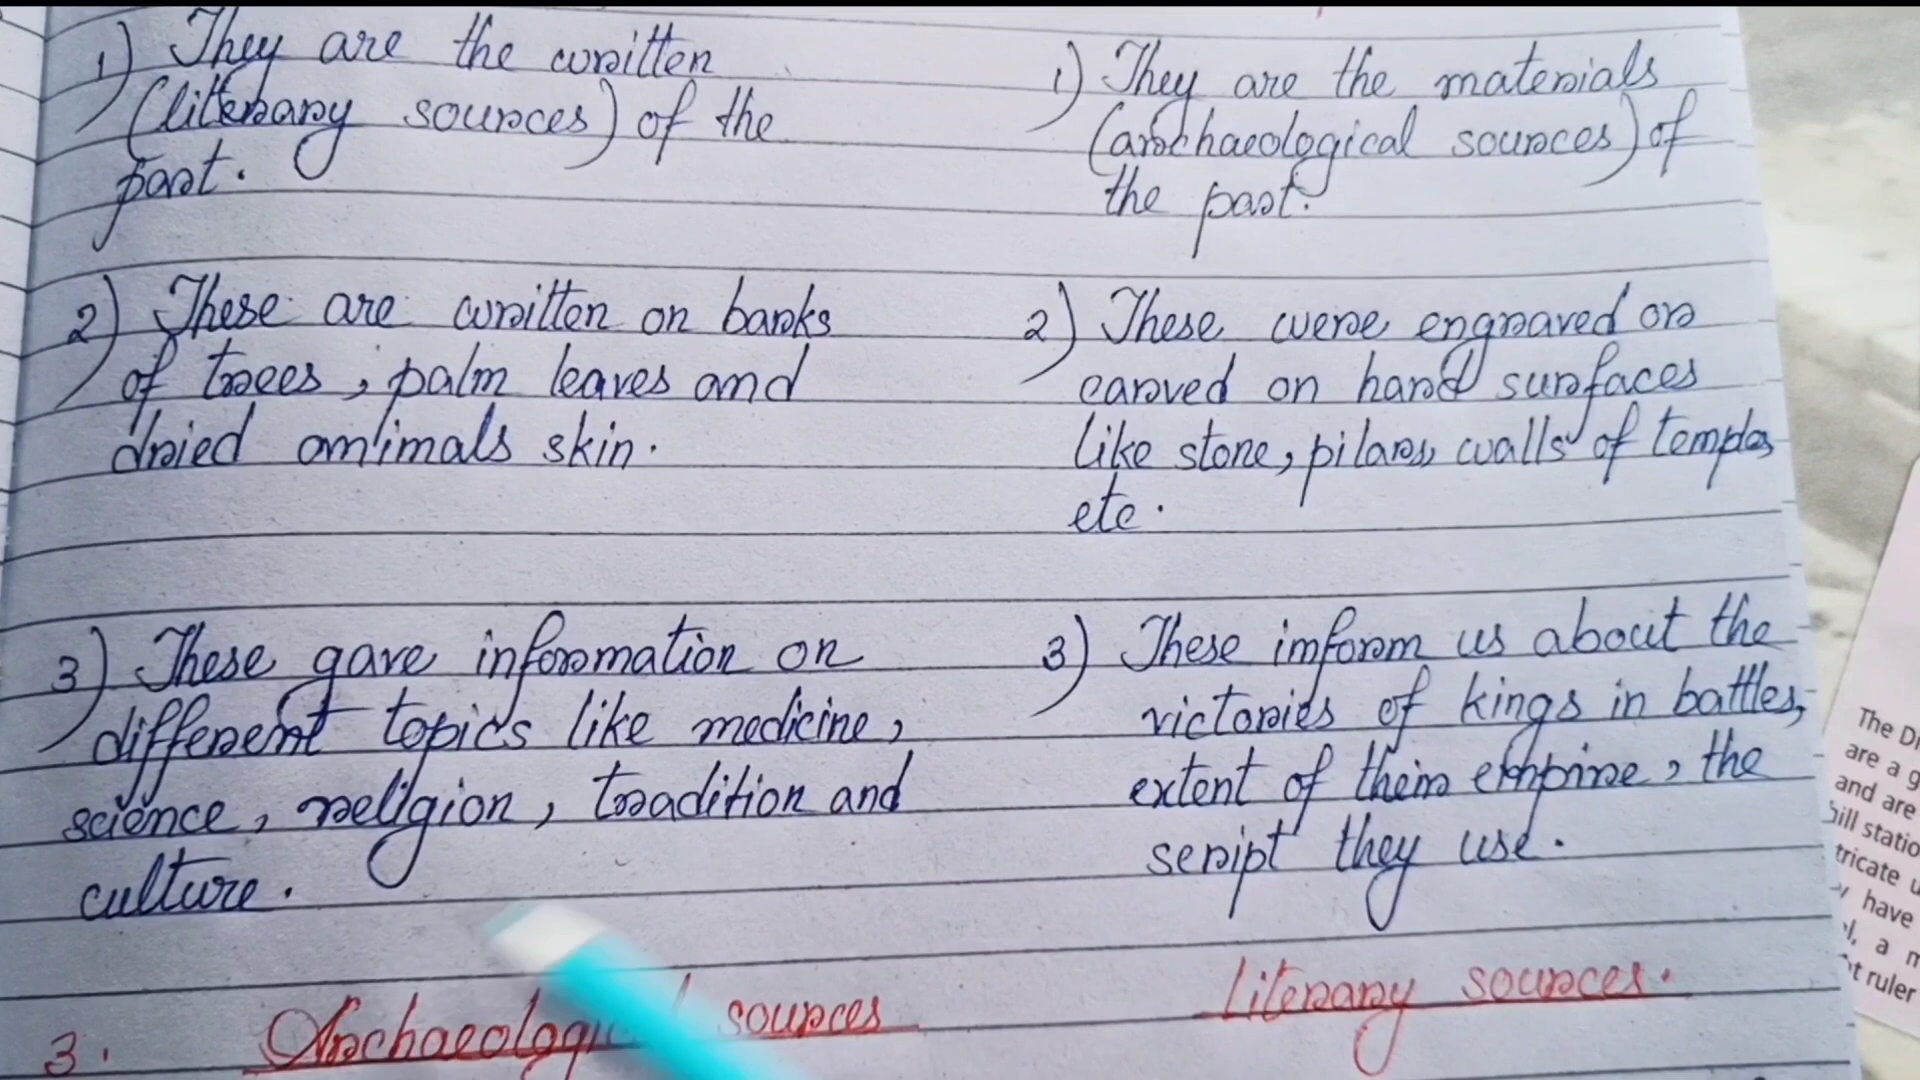 1) They are the written
(literary sources) of the
past.
2) These are written on barks
of trees, palm leaves and
dried animals skin.
3) These gave information on
different topics like medicine,
science, religion, tradition and
culture.
1) They are the materials
(archaeological sources) of
the past.
2) These were engraved or
carved on hard surfaces
like stone, pilars, walls of temples
etc.
3) These inform us about the
victories of kings in battles,
extent of their empire, the
script they use.
3. Archaeological sources
literary sources.
The
are a
and are
hill
have
a
ruler